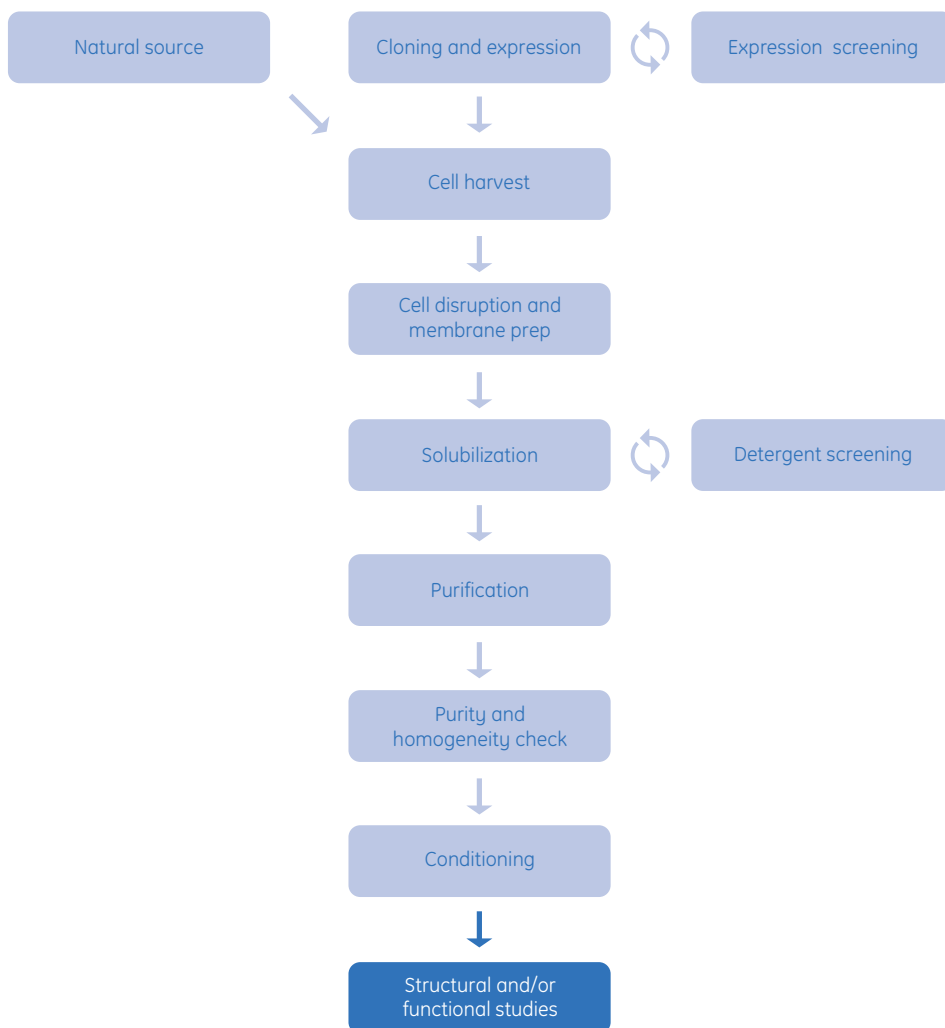 Natural source
Cloning and expression
Expression screening
Cell harvest
Cell disruption and
membrane prep
Solubilization
Detergent screening
Purification
Purity and
homogeneity check
Conditioning
Structural and/or
functional studies